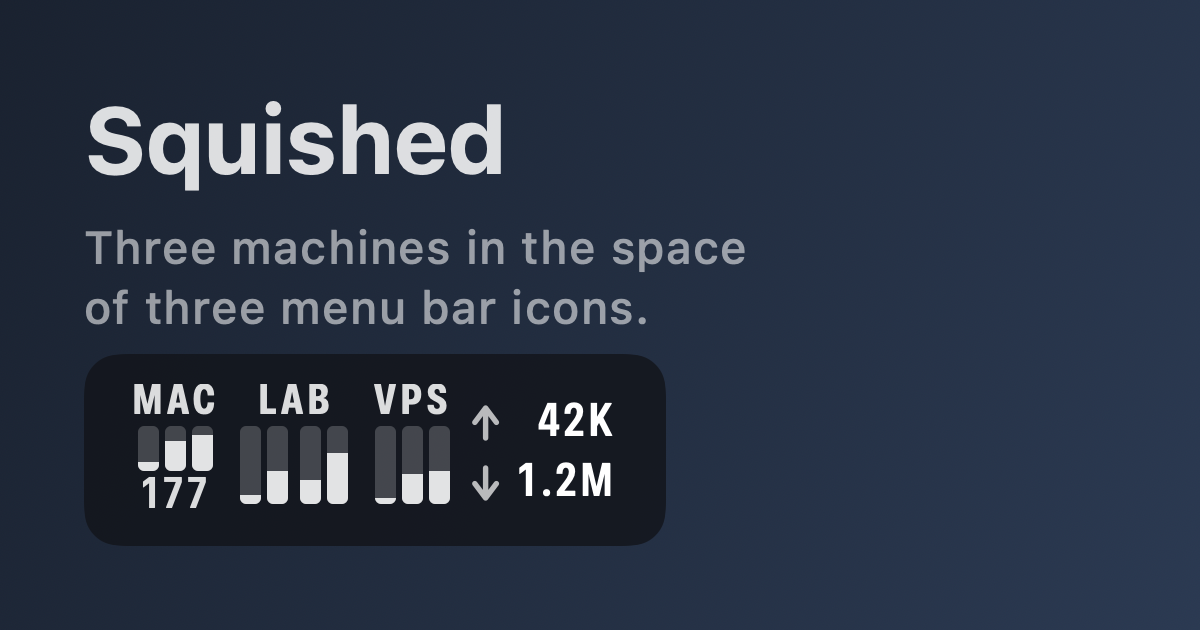 Squished
Three machines in the space
of three menu bar icons.
MAC LAB VPS
↑ 42K
↓ 1.2M
177